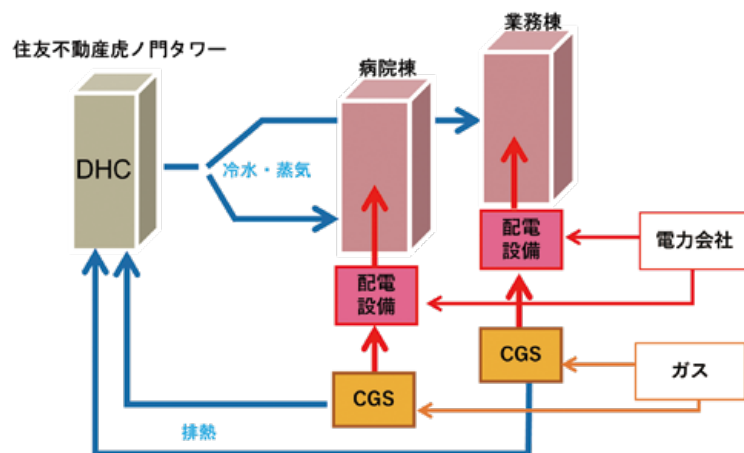 業務棟
住友不動産虎ノ門タワー
病院棟
DHC
冷水・蒸気
配電
設備
電力会社
配電
設備
CGS
ガス
CGS
排熱